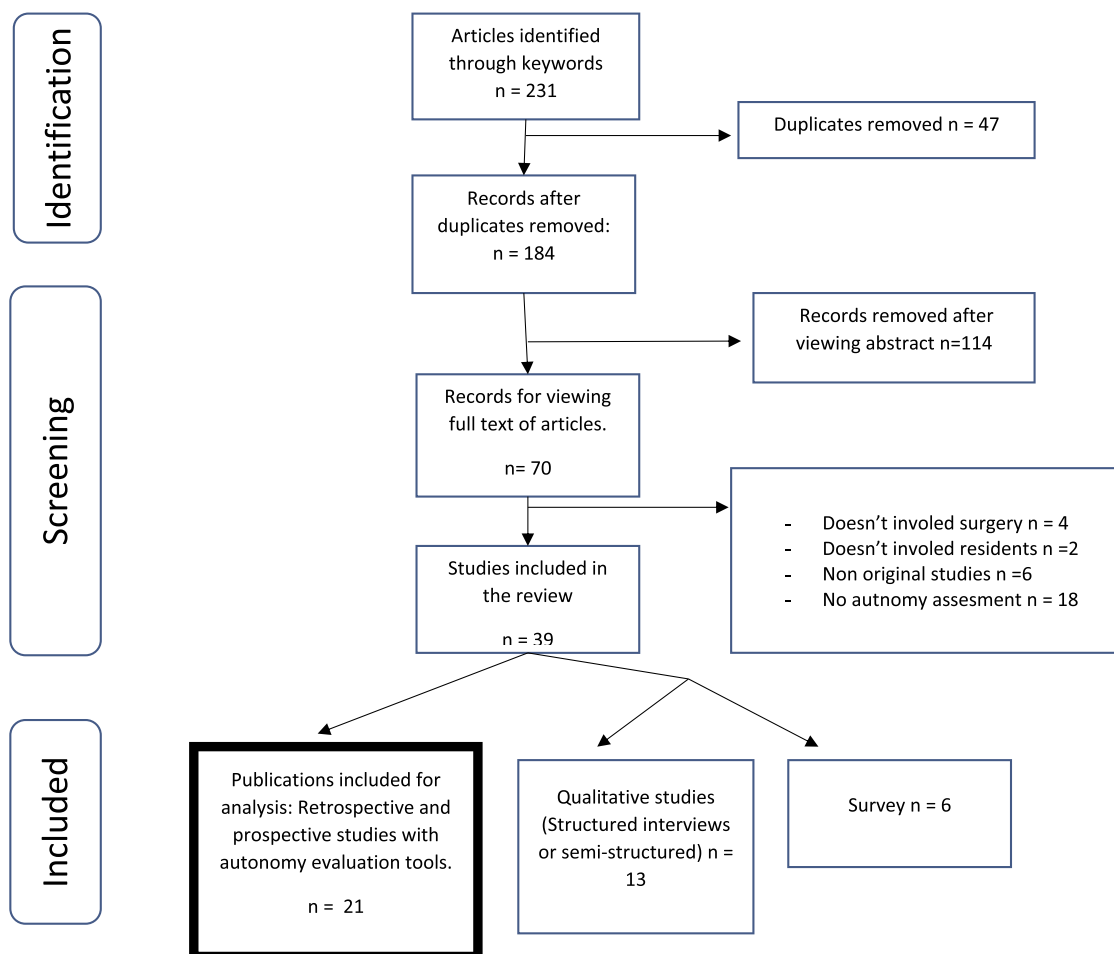 Identification
Articles identified
through keywords
n = 231
Duplicates removed n = 47
Records after
duplicates removed:
n = 184
Screening
Records removed after
viewing abstract n=114
Records for viewing
full text of articles.
n= 70
- Doesn’t involed surgery n = 4
- Doesn’t involed residents n =2
- Non original studies n =6
- No autnomy assesment n = 18
Studies included in
the review
n = 39
Included
Publications included for
analysis: Retrospective and
prospective studies with
autonomy evaluation tools.
n = 21
Qualitative studies
(Structured interviews
or semi-structured) n =
13
Survey n = 6